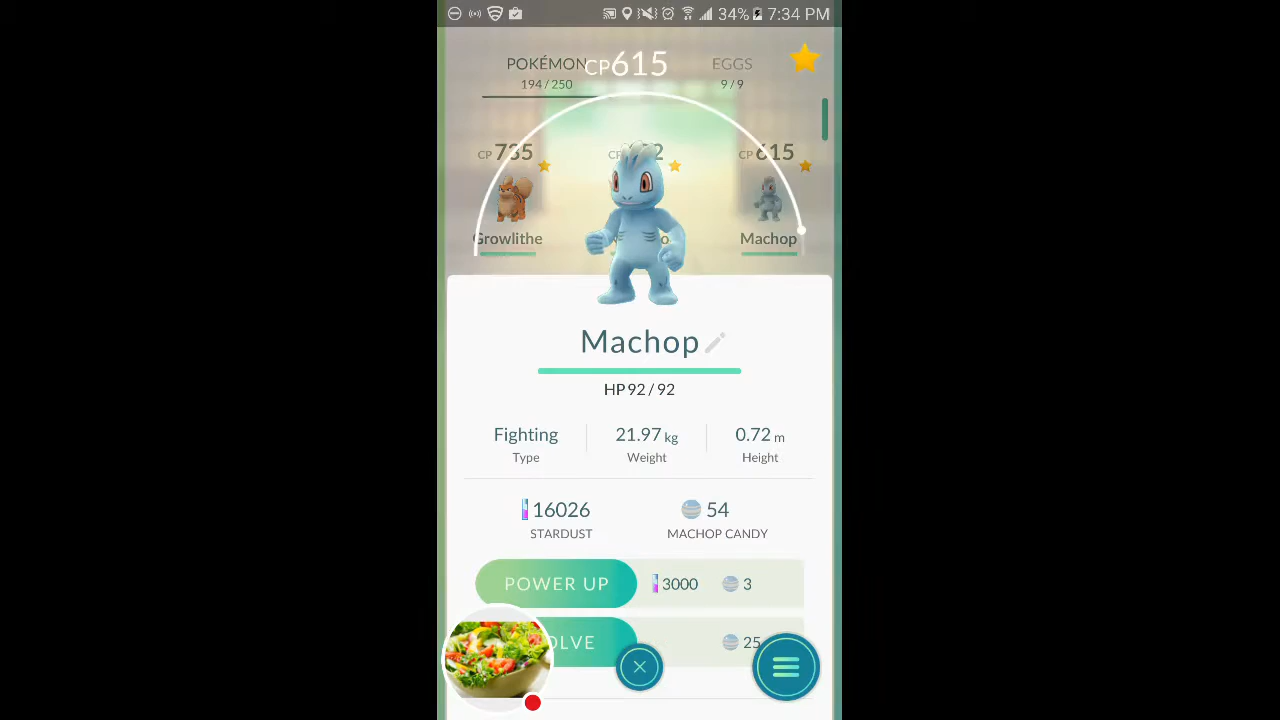 34% 7:34 PM
POKÉMON CP615 EGGS
194 / 250 9 / 9
CP 735 CP CP 615
Growlithe Machop
Machop
HP 92 / 92
Fighting 21.97 kg 0.72 m
Type Weight Height
16026 54
STARDUST MACHOP CANDY
POWER UP 3000 3
OLVE 25